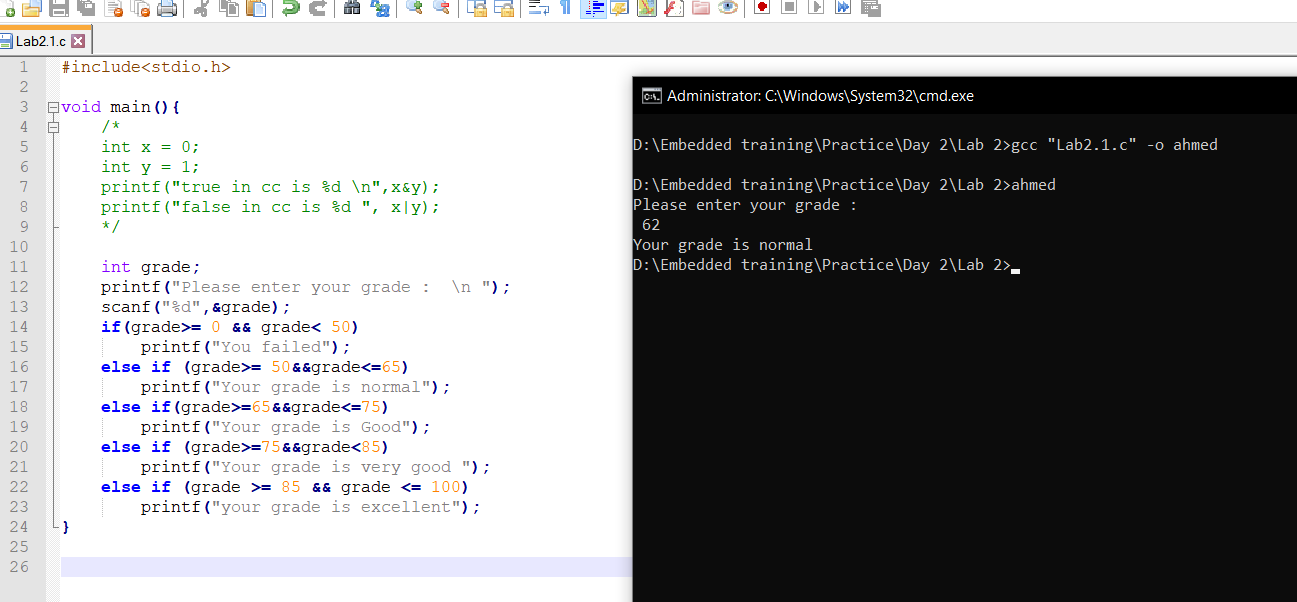 Lab2.1.c
1 #include<stdio.h>
2
3 void main(){
4     /*
5     int x = 0;
6     int y = 1;
7     printf("true in cc is %d \n",x&y);
8     printf("false in cc is %d ", x|y);
9     */
10
11     int grade;
12     printf("Please enter your grade :  \n ");
13     scanf("%d",&grade);
14     if(grade>= 0 && grade< 50)
15         printf("You failed");
16     else if (grade>= 50&&grade<=65)
17         printf("Your grade is normal");
18     else if(grade>=65&&grade<=75)
19         printf("Your grade is Good");
20     else if (grade>=75&&grade<85)
21         printf("Your grade is very good ");
22     else if (grade >= 85 && grade <= 100)
23         printf("your grade is excellent");
24 }
25
26
Administrator: C:\Windows\System32\cmd.exe
D:\Embedded training\Practice\Day 2\Lab 2>gcc "Lab2.1.c" -o ahmed
D:\Embedded training\Practice\Day 2\Lab 2>ahmed
Please enter your grade :
 62
Your grade is normal
D:\Embedded training\Practice\Day 2\Lab 2>